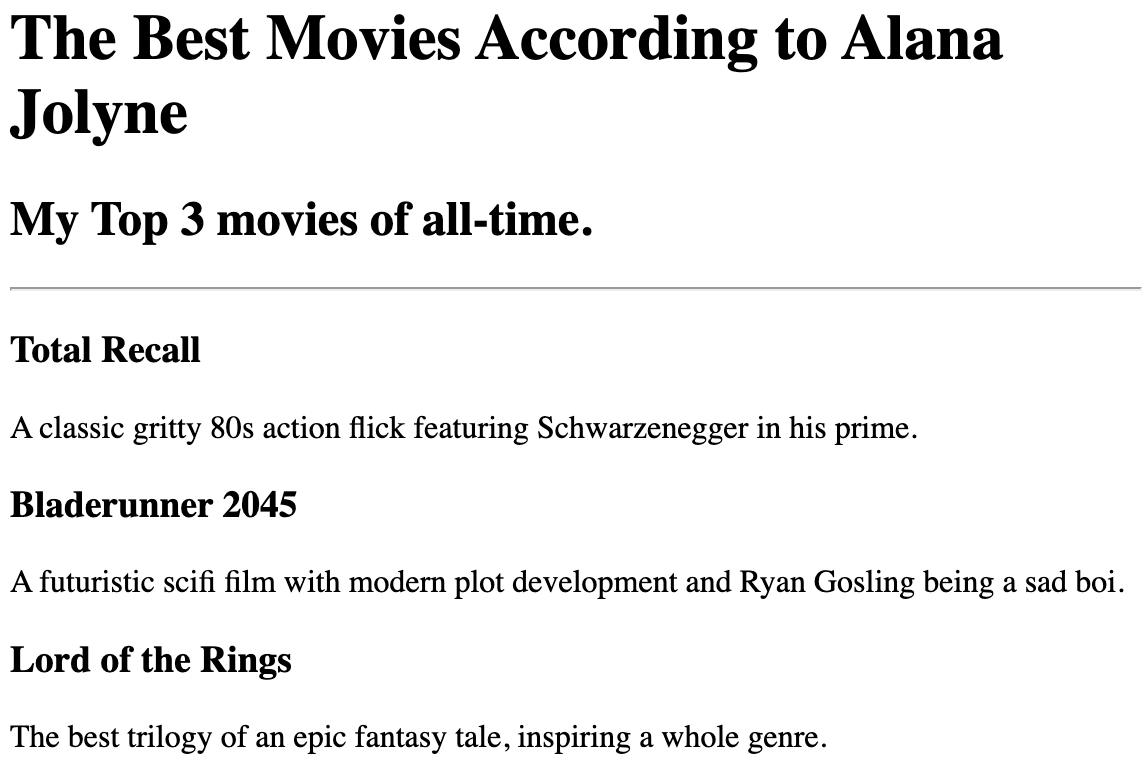 The Best Movies According to Alana
Jolyne
My Top 3 movies of all-time.
Total Recall
A classic gritty 80s action flick featuring Schwarzenegger in his prime.
Bladerunner 2045
A futuristic scifi film with modern plot development and Ryan Gosling being a sad boi.
Lord of the Rings
The best trilogy of an epic fantasy tale, inspiring a whole genre.